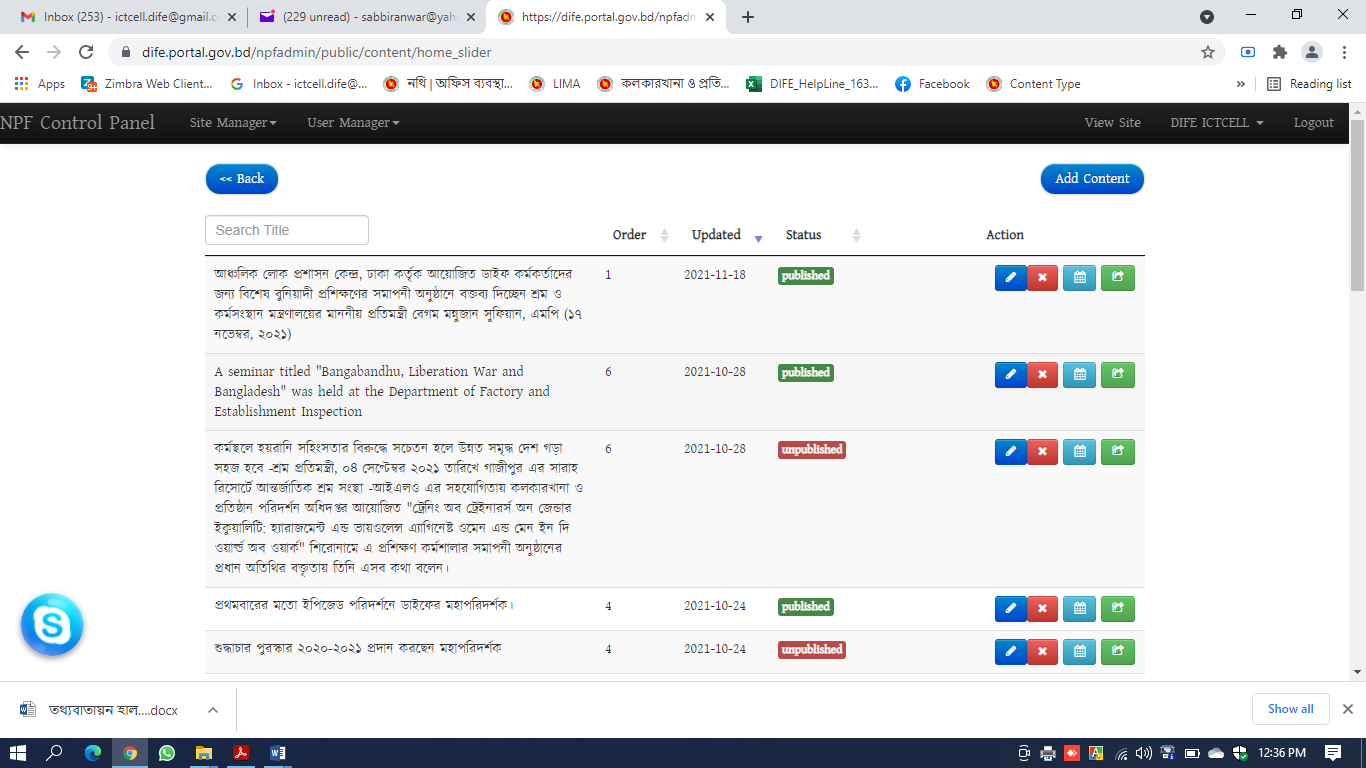 Inbox (253) - ictcell.dife@gmail.c
(229 unread) - sabbiranwar@yah
https://dife.portal.gov.bd/npfadm
dife.portal.gov.bd/npfadmin/public/content/home_slider
Apps
Zimbra Web Client...
Inbox - ictcell.dife@...
নথি | অফিস ব্যবস্থা...
LIMA
কলকারখানা ও প্রতি...
DIFE_HelpLine_163...
Facebook
Content Type
»
Reading list
NPF Control Panel
Site Manager
User Manager
View Site
DIFE ICTCELL
Logout
<< Back
Add Content
Search Title
Order
Updated
Status
Action
আঞ্চলিক লোক প্রশাসন কেন্দ্র, ঢাকা কর্তৃক আয়োজিত ডাইফ কর্মকর্তাদের
জন্য বিশেষ বুনিয়াদী প্রশিক্ষণের সমাপনী অনুষ্ঠানে বক্তব্য দিচ্ছেন শ্রম ও
কর্মসংস্থান মন্ত্রণালয়ের মাননীয় প্রতিমন্ত্রী বেগম মন্নুজান সুফিয়ান, এমপি (১৭
নভেম্বর, ২০২১)
1
2021-11-18
published
A seminar titled "Bangabandhu, Liberation War and
Bangladesh" was held at the Department of Factory and
Establishment Inspection
6
2021-10-28
published
কর্মস্থলে হয়রানি সহিংসতার বিরুদ্ধে সচেতন হলে উন্নত সমৃদ্ধ দেশ গড়া
সহজ হবে -শ্রম প্রতিমন্ত্রী, ০৪ সেপ্টেম্বর ২০২১ তারিখে গাজীপুর এর সারাহ
রিসোর্টে আন্তর্জাতিক শ্রম সংস্থা -আইএলও এর সহযোগিতায় কলকারখানা ও
প্রতিষ্ঠান পরিদর্শন অধিদপ্তর আয়োজিত "ট্রেনিং অব ট্রেইনারর্স অন জেন্ডার
ইকুয়ালিটি: হ্যারাজমেন্ট এন্ড ভায়ওলেন্স এ্যাগিনেষ্ট ওমেন এন্ড মেন ইন দি
ওয়ার্ল্ড অব ওয়ার্ক" শিরোনামে এ প্রশিক্ষণ কর্মশালার সমাপনী অনুষ্ঠানের
প্রধান অতিথির বক্তৃতায় তিনি এসব কথা বলেন।
6
2021-10-28
unpublished
প্রথমবারের মতো ইপিজেড পরিদর্শনে ডাইফের মহাপরিদর্শক।
4
2021-10-24
published
শুদ্ধাচার পুরস্কার ২০২০-২০২১ প্রদান করছেন মহাপরিদর্শক
4
2021-10-24
unpublished
তথ্যবাতায়ন হাল....docx
Show all
12:36 PM